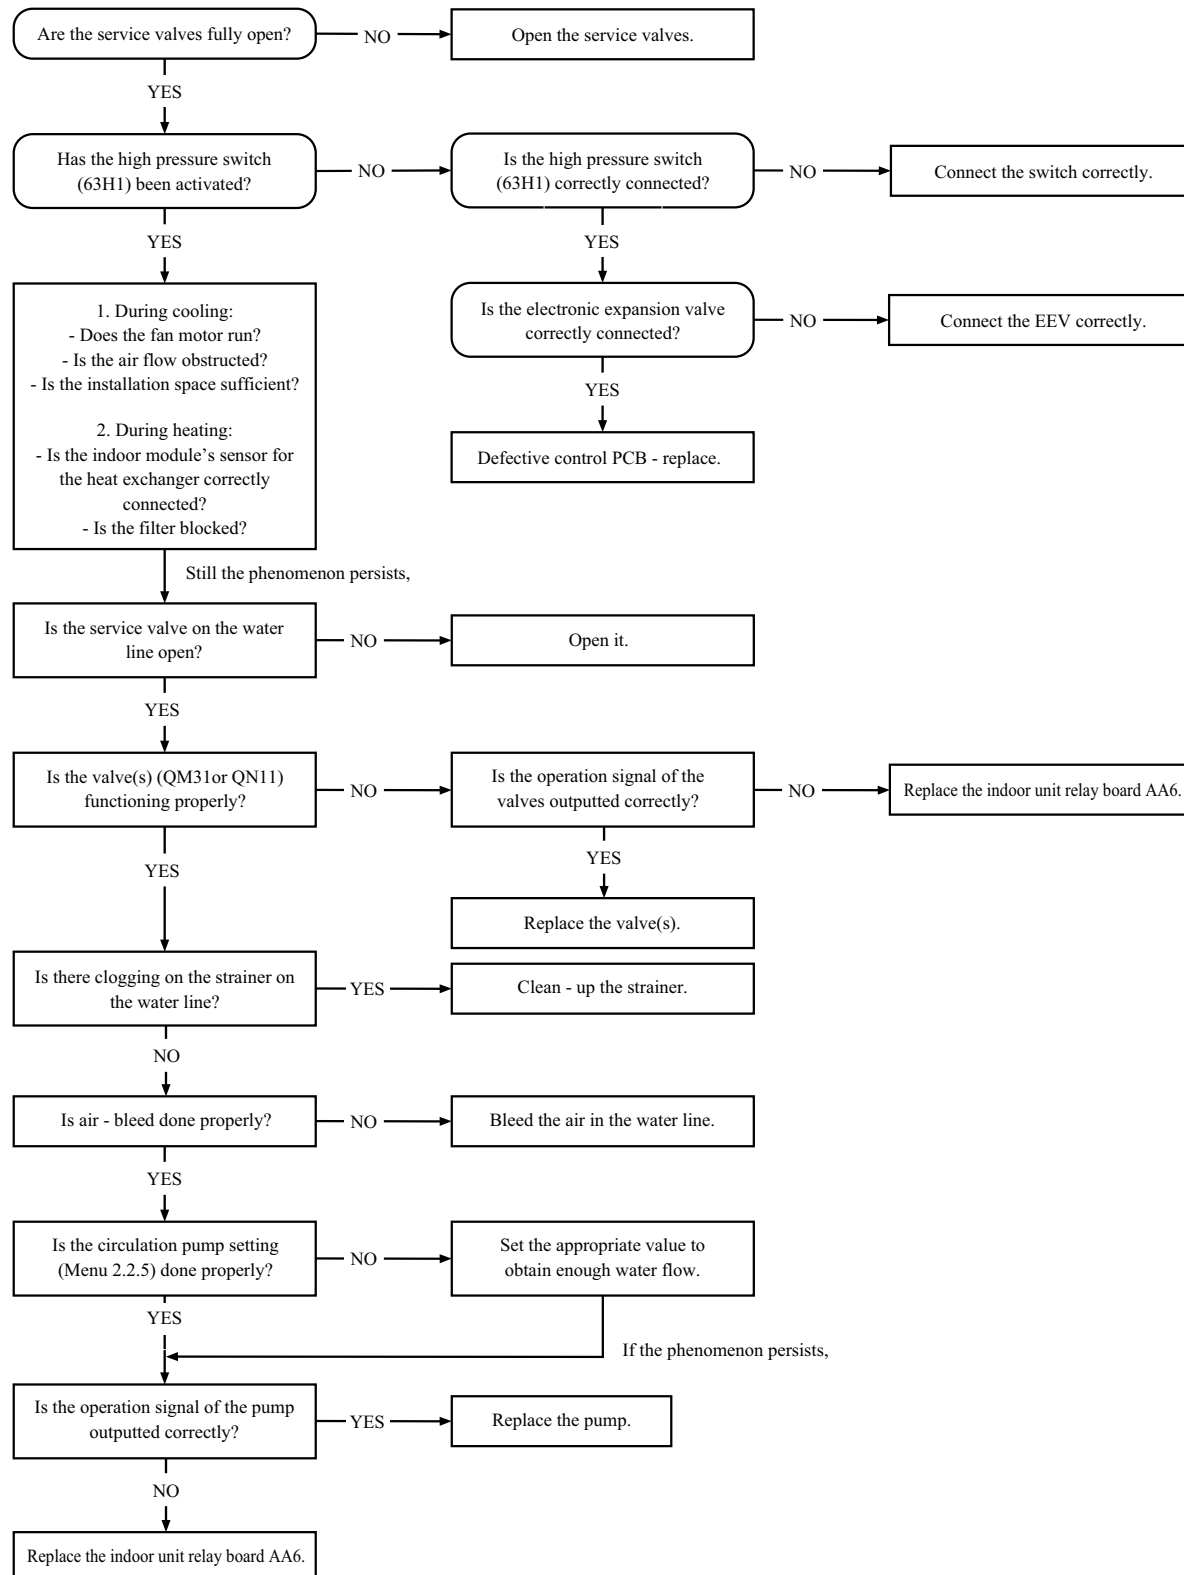 Are the service valves fully open?
NO
Open the service valves.
YES
Has the high pressure switch
(63H1) been activated?
NO
Is the high pressure switch
(63H1) correctly connected?
NO
Connect the switch correctly.
YES
YES
1. During cooling:
- Does the fan motor run?
- Is the air flow obstructed?
- Is the installation space sufficient?
2. During heating:
- Is the indoor module’s sensor for
the heat exchanger correctly
connected?
- Is the filter blocked?
Is the electronic expansion valve
correctly connected?
NO
Connect the EEV correctly.
YES
Defective control PCB - replace.
Still the phenomenon persists,
Is the service valve on the water
line open?
NO
Open it.
YES
Is the valve(s) (QM31or QN11)
functioning properly?
NO
Is the operation signal of the
valves outputted correctly?
NO
Replace the indoor unit relay board AA6.
YES
YES
Replace the valve(s).
Is there clogging on the strainer on
the water line?
YES
Clean - up the strainer.
NO
Is air - bleed done properly?
NO
Bleed the air in the water line.
YES
Is the circulation pump setting
(Menu 2.2.5) done properly?
NO
Set the appropriate value to
obtain enough water flow.
YES
If the phenomenon persists,
Is the operation signal of the pump
outputted correctly?
YES
Replace the pump.
NO
Replace the indoor unit relay board AA6.